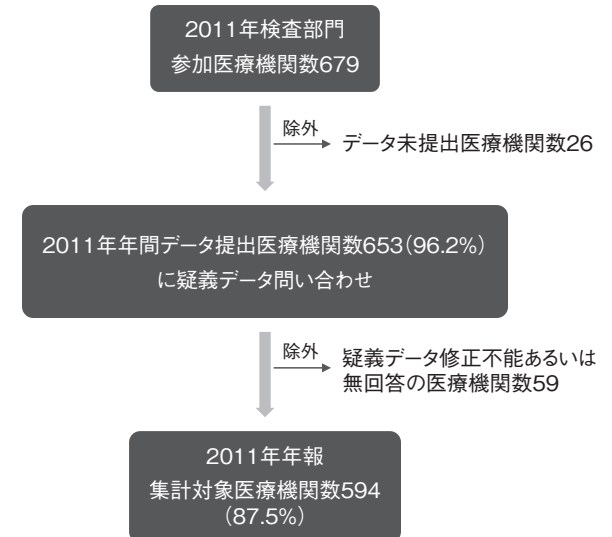 2011年検査部門
参加医療機関数679
除外
データ未提出医療機関数26
2011年年間データ提出医療機関数653(96.2%)
に疑義データ問い合わせ
除外
疑義データ修正不能あるいは
無回答の医療機関数59
2011年年報
集計対象医療機関数594
(87.5%)